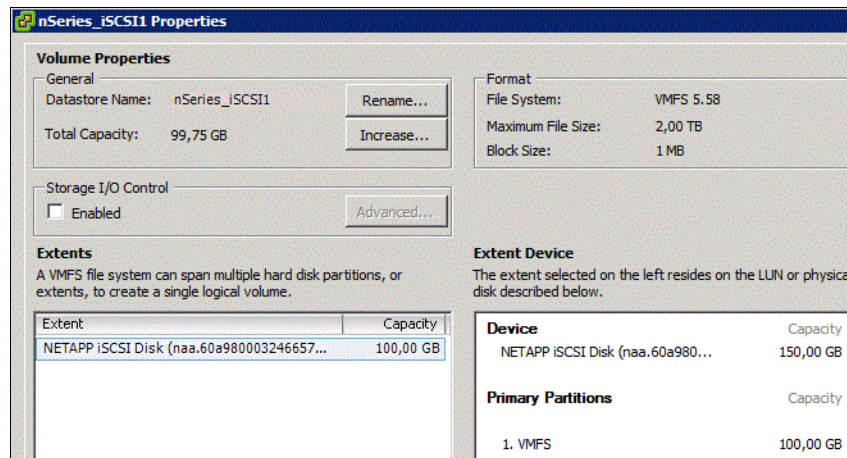 nSeries_iSCSI1 Properties
Volume Properties
General
Datastore Name: nSeries_iSCSI1 Rename...
Total Capacity: 99,75 GB Increase...
Format
File System: VMFS 5.58
Maximum File Size: 2,00 TB
Block Size: 1 MB
Storage I/O Control
Enabled Advanced...
Extents
A VMFS file system can span multiple hard disk partitions, or
extents, to create a single logical volume.
Extent Capacity
NETAPP iSCSI Disk (naa.60a980003246657... 100,00 GB
Extent Device
The extent selected on the left resides on the LUN or physica
disk described below.
Device Capacity
NETAPP iSCSI Disk (naa.60a980... 150,00 GB
Primary Partitions Capacity
1. VMFS 100,00 GB